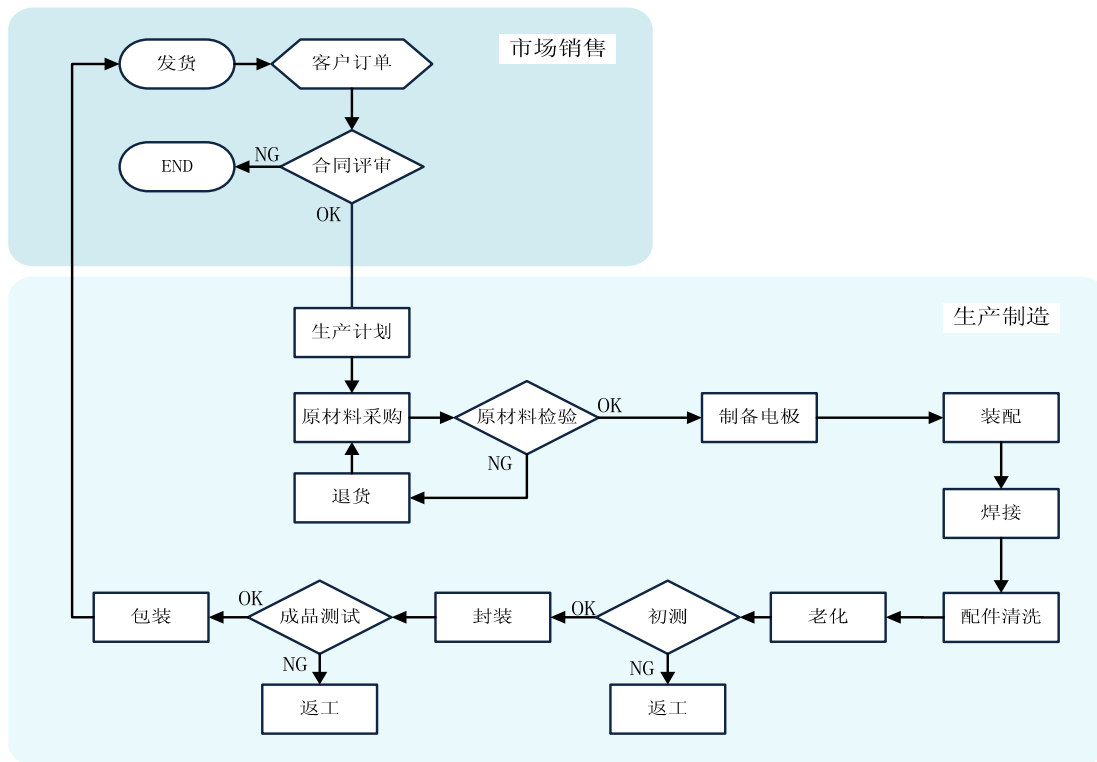 市场销售
发货
客户订单
END
NG
合同评审
OK
生产制造
生产计划
原材料采购
原材料检验
OK
制备电极
装配
NG
退货
焊接
包装
OK
成品测试
封装
OK
初测
老化
配件清洗
NG
返工
NG
返工